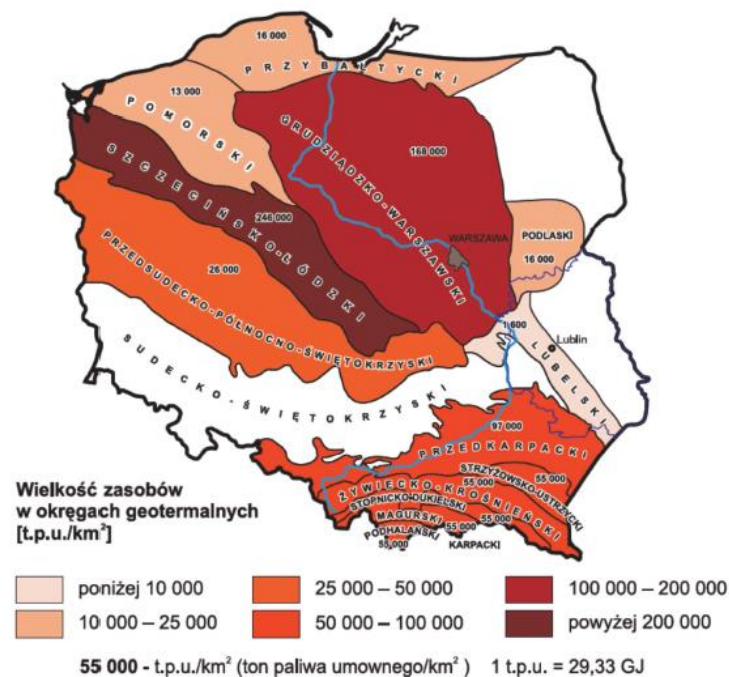 16 000
PRZYBAŁTYCKI
13 000
POMORSKI
GRUDZIĄDZKO-WARSZAWSKI
168 000
SZCZECIŃSKO-ŁÓDZKI
246 000
WARSZAWA
PODLASKI
16 000
PRZEDSUDECKO-PÓŁNOCNO-ŚWIĘTOKRZYSKI
26 000
1 600
Lublin
LUBELSKI
SUDECKO-ŚWIĘTOKRZYSKI
97 000
PRZEDKARPACKI
STRZYŻOWSKO-USTRZYCKI
55 000
55 000
ŻYWIECKO-KROŚNIEŃSKI
STOPNICKO-DUKIELSKI
55 000
MAGURSKI
55 000
PODHALAŃSKI
55 000
KARPACKI
Wielkość zasobów
w okręgach geotermalnych
[t.p.u./km²]
poniżej 10 000
25 000 – 50 000
100 000 – 200 000
10 000 – 25 000
50 000 – 100 000
powyżej 200 000
55 000 - t.p.u./km² (ton paliwa umownego/km² ) 1 t.p.u. = 29,33 GJ